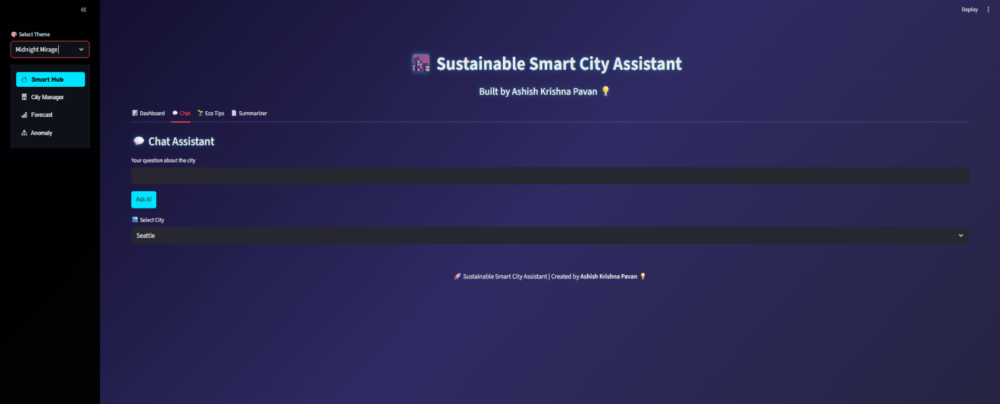 Deploy
Select Theme
Midnight Mirage
Smart Hub
City Manager
Forecast
Anomaly
Sustainable Smart City Assistant
Built by Ashish Krishna Pavan
Dashboard Chat Eco Tips Summarizer
Chat Assistant
Your question about the city
Ask AI
Select City
Seattle
Sustainable Smart City Assistant | Created by Ashish Krishna Pavan